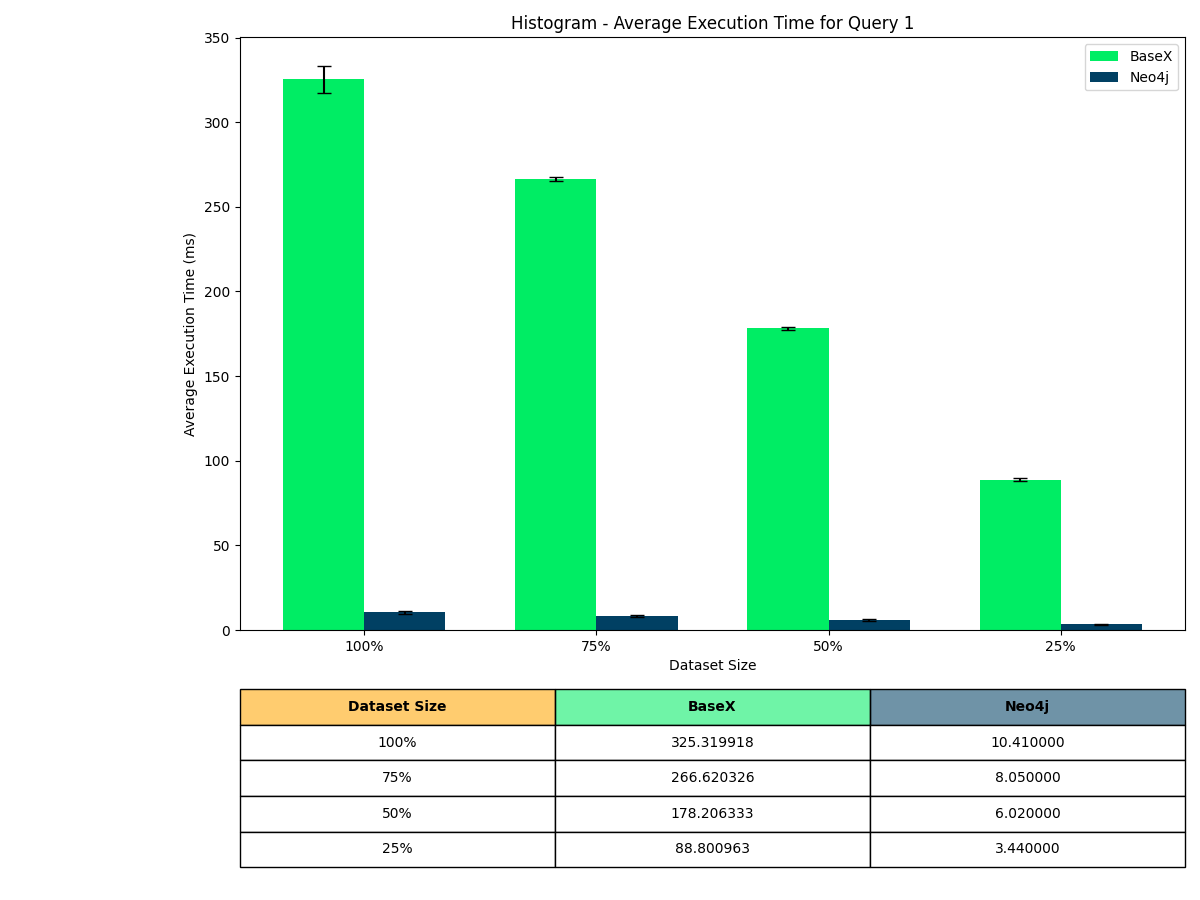 Histogram - Average Execution Time for Query 1
BaseX
Neo4j
Average Execution Time (ms)
350
300
250
200
150
100
50
0
100% 75% 50% 25%
Dataset Size
Dataset Size BaseX Neo4j
100% 325.319918 10.410000
75% 266.620326 8.050000
50% 178.206333 6.020000
25% 88.800963 3.440000